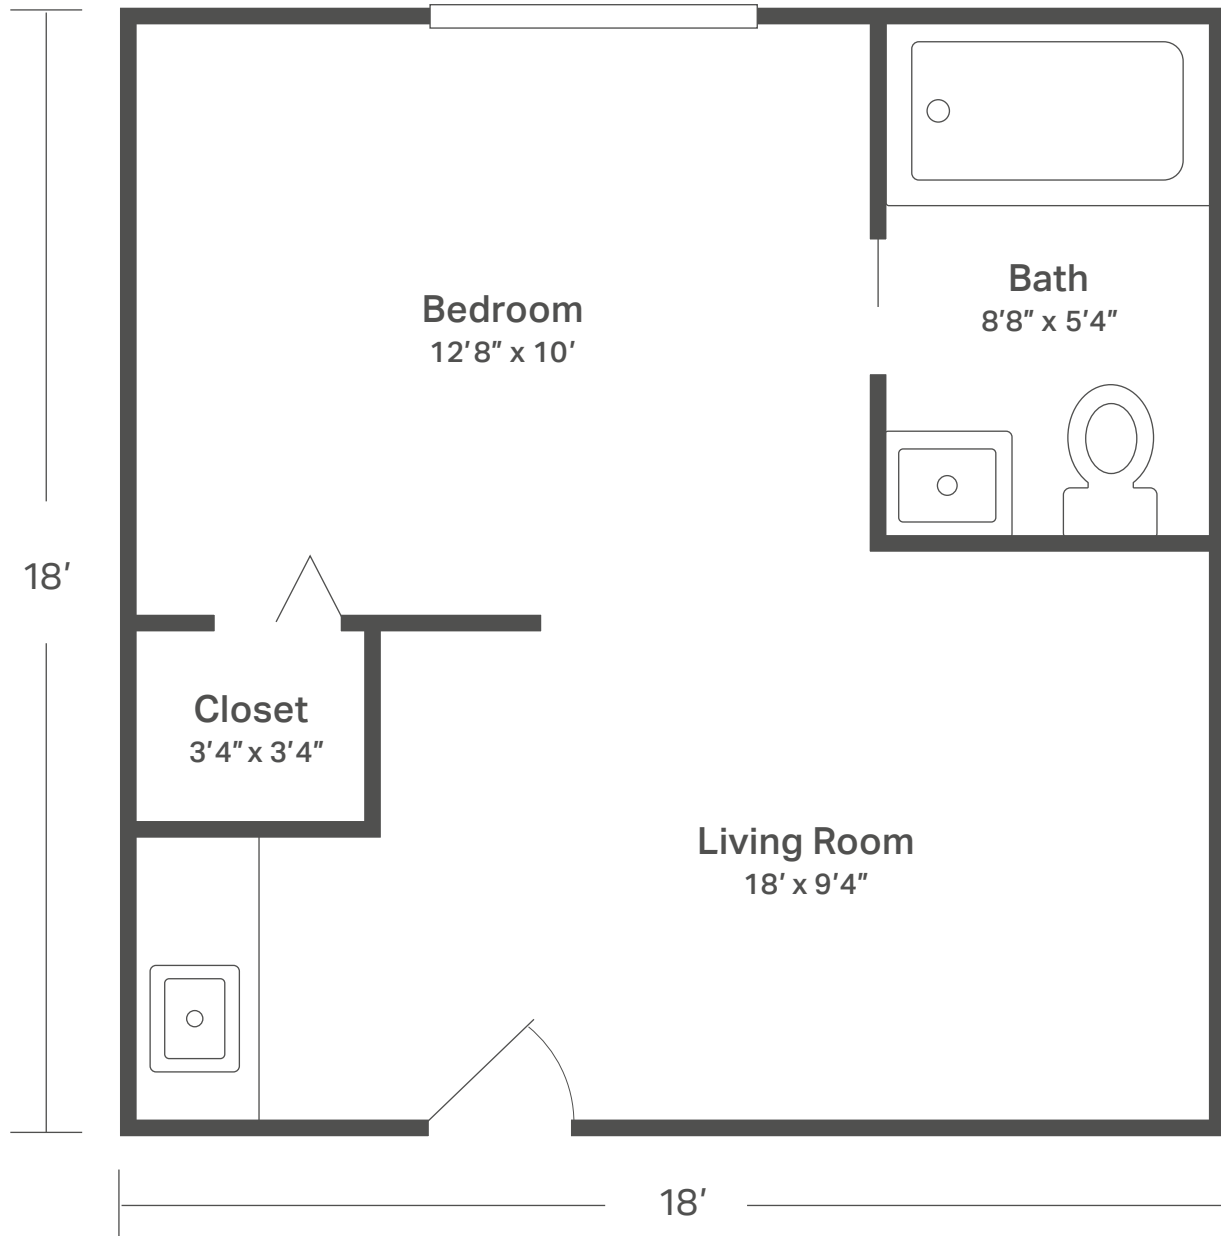 Bath
8′8″ x 5′4″
Bedroom
12′8″ x 10′
18′
Closet
3′4″ x 3′4″
Living Room
18′ x 9′4″
18′